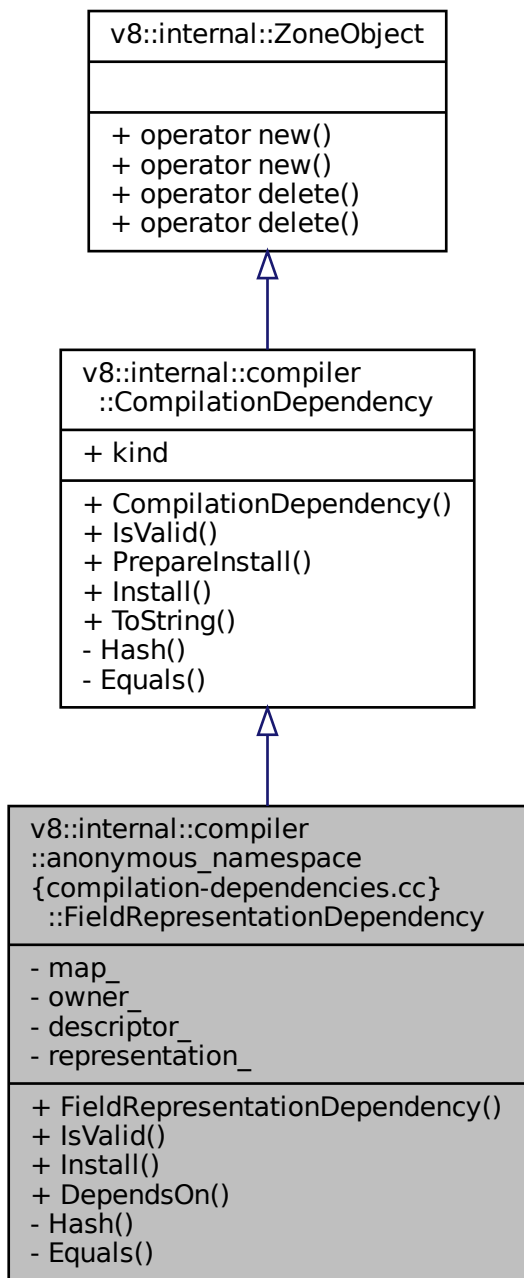 v8::internal::ZoneObject
+ operator new()
+ operator new()
+ operator delete()
+ operator delete()
v8::internal::compiler
::CompilationDependency
+ kind
+ CompilationDependency()
+ IsValid()
+ PrepareInstall()
+ Install()
+ ToString()
- Hash()
- Equals()
v8::internal::compiler
::anonymous_namespace
{compilation-dependencies.cc}
::FieldRepresentationDependency
- map_
- owner_
- descriptor_
- representation_
+ FieldRepresentationDependency()
+ IsValid()
+ Install()
+ DependsOn()
- Hash()
- Equals()